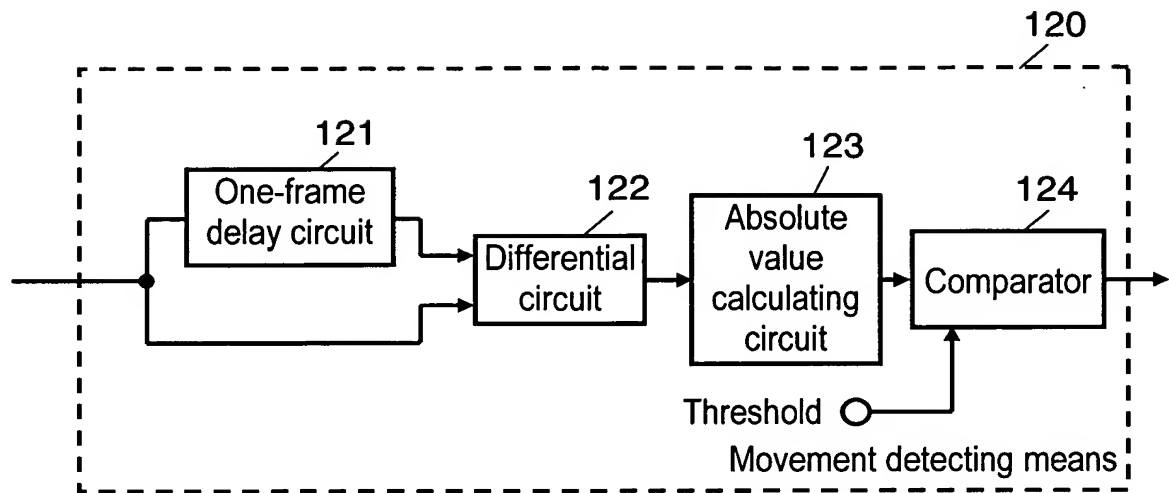 120
121
One-frame
delay circuit
122
Differential
circuit
123
Absolute
value
calculating
circuit
124
Comparator
Threshold
Movement detecting means